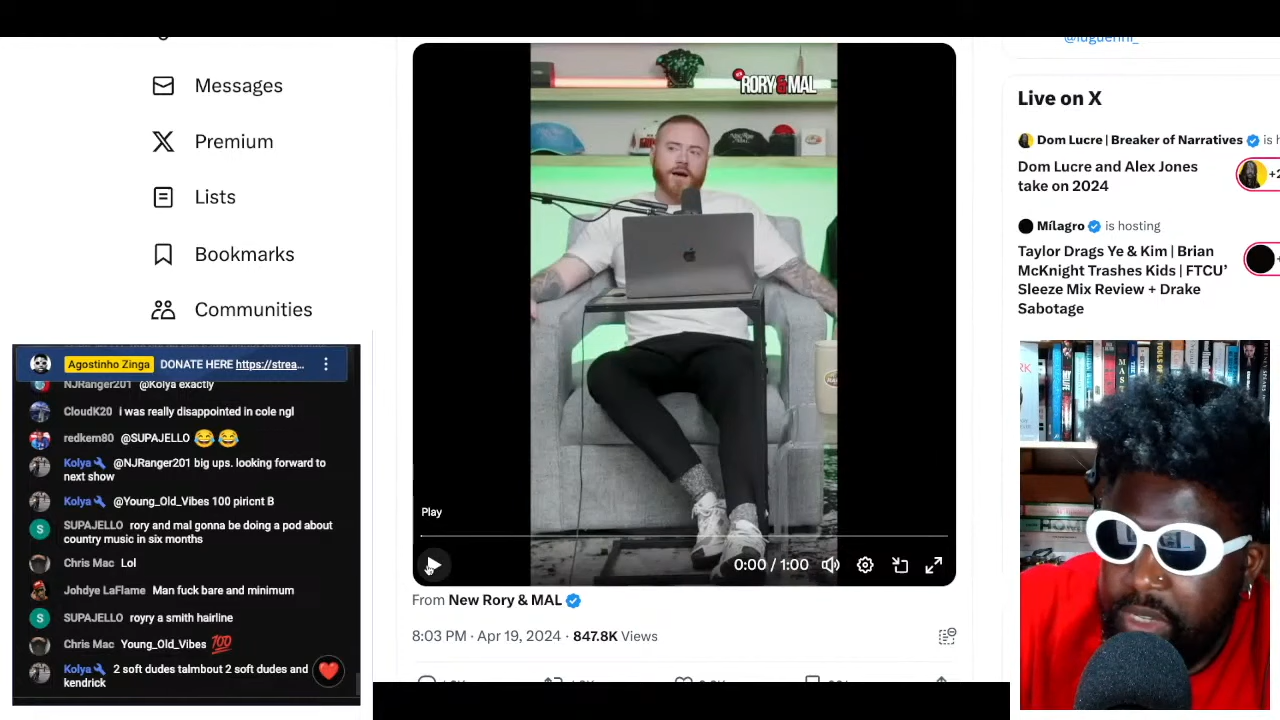 Messages
Premium
Lists
Bookmarks
Communities
RORY & MAL
Play
0:00 / 1:00
From New Rory & MAL
8:03 PM · Apr 19, 2024 · 847.8K Views
@luguerini_
Live on X
Dom Lucre | Breaker of Narratives is h
Dom Lucre and Alex Jones
take on 2024
+2
Mílagro is hosting
Taylor Drags Ye & Kim | Brian
McKnight Trashes Kids | FTCU’
Sleeze Mix Review + Drake
Sabotage
Agostinho Zinga DONATE HERE https://strea...
NJRanger201 @Kolya exactly
CloudK20 i was really disappointed in cole ngl
redkem80 @SUPAJELLO 😂 😂
Kolya @NJRanger201 big ups. looking forward to
next show
Kolya @Young_Old_Vibes 100 piricnt B
S SUPAJELLO rory and mal gonna be doing a pod about
country music in six months
Chris Mac Lol
Johdye LaFlame Man fuck bare and minimum
S SUPAJELLO royry a smith hairline
Chris Mac Young_Old_Vibes 💯
Kolya 2 soft dudes talmbout 2 soft dudes and
kendrick